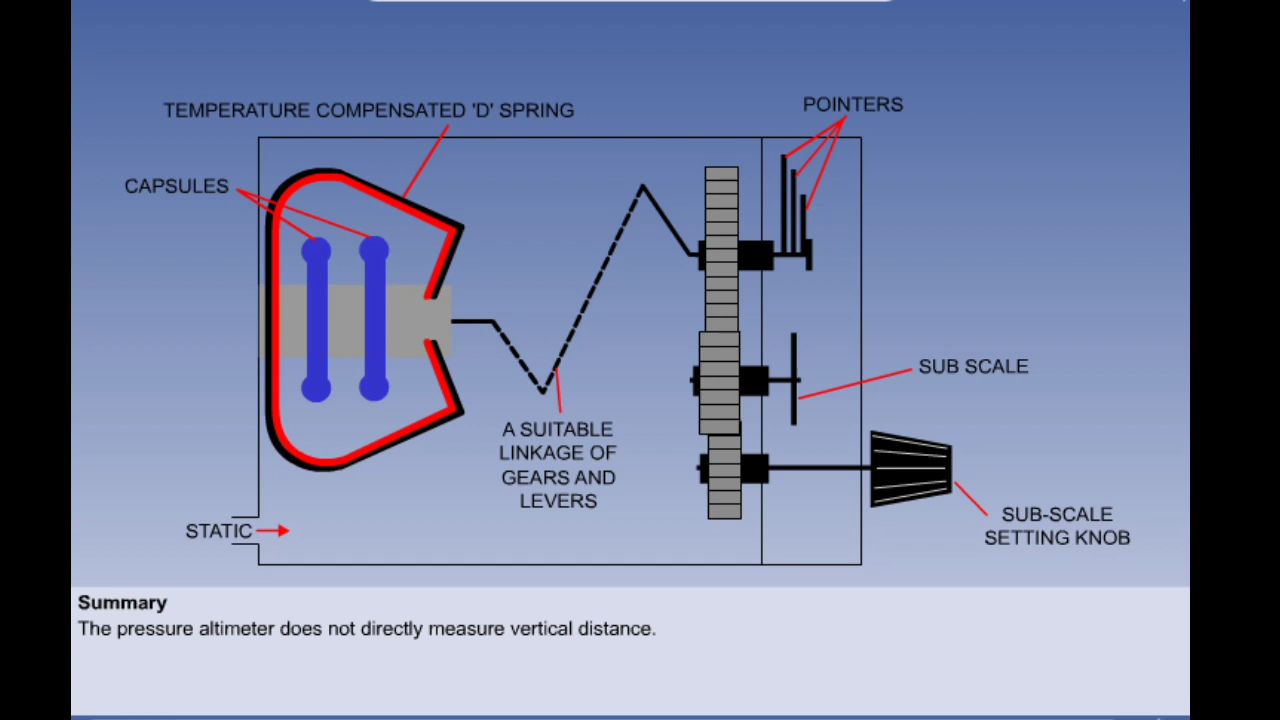 TEMPERATURE COMPENSATED 'D' SPRING
POINTERS
CAPSULES
SUB SCALE
A SUITABLE
LINKAGE OF
GEARS AND
LEVERS
SUB-SCALE
SETTING KNOB
STATIC
Summary
The pressure altimeter does not directly measure vertical distance.